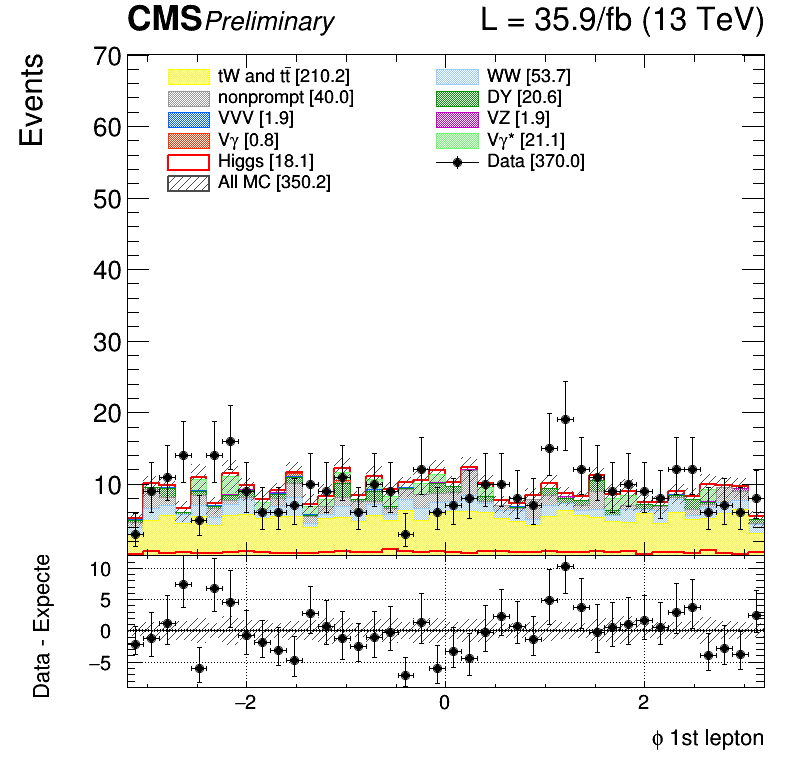 CMS Preliminary L = 35.9/fb (13 TeV)
Events
70
60
50
40
30
20
10
tW and tt̄ [210.2]
nonprompt [40.0]
VVV [1.9]
Vγ [0.8]
Higgs [18.1]
All MC [350.2]
WW [53.7]
DY [20.6]
VZ [1.9]
Vγ* [21.1]
Data [370.0]
Data - Expecte
10
5
0
−5
−2 0 2
ϕ 1st lepton